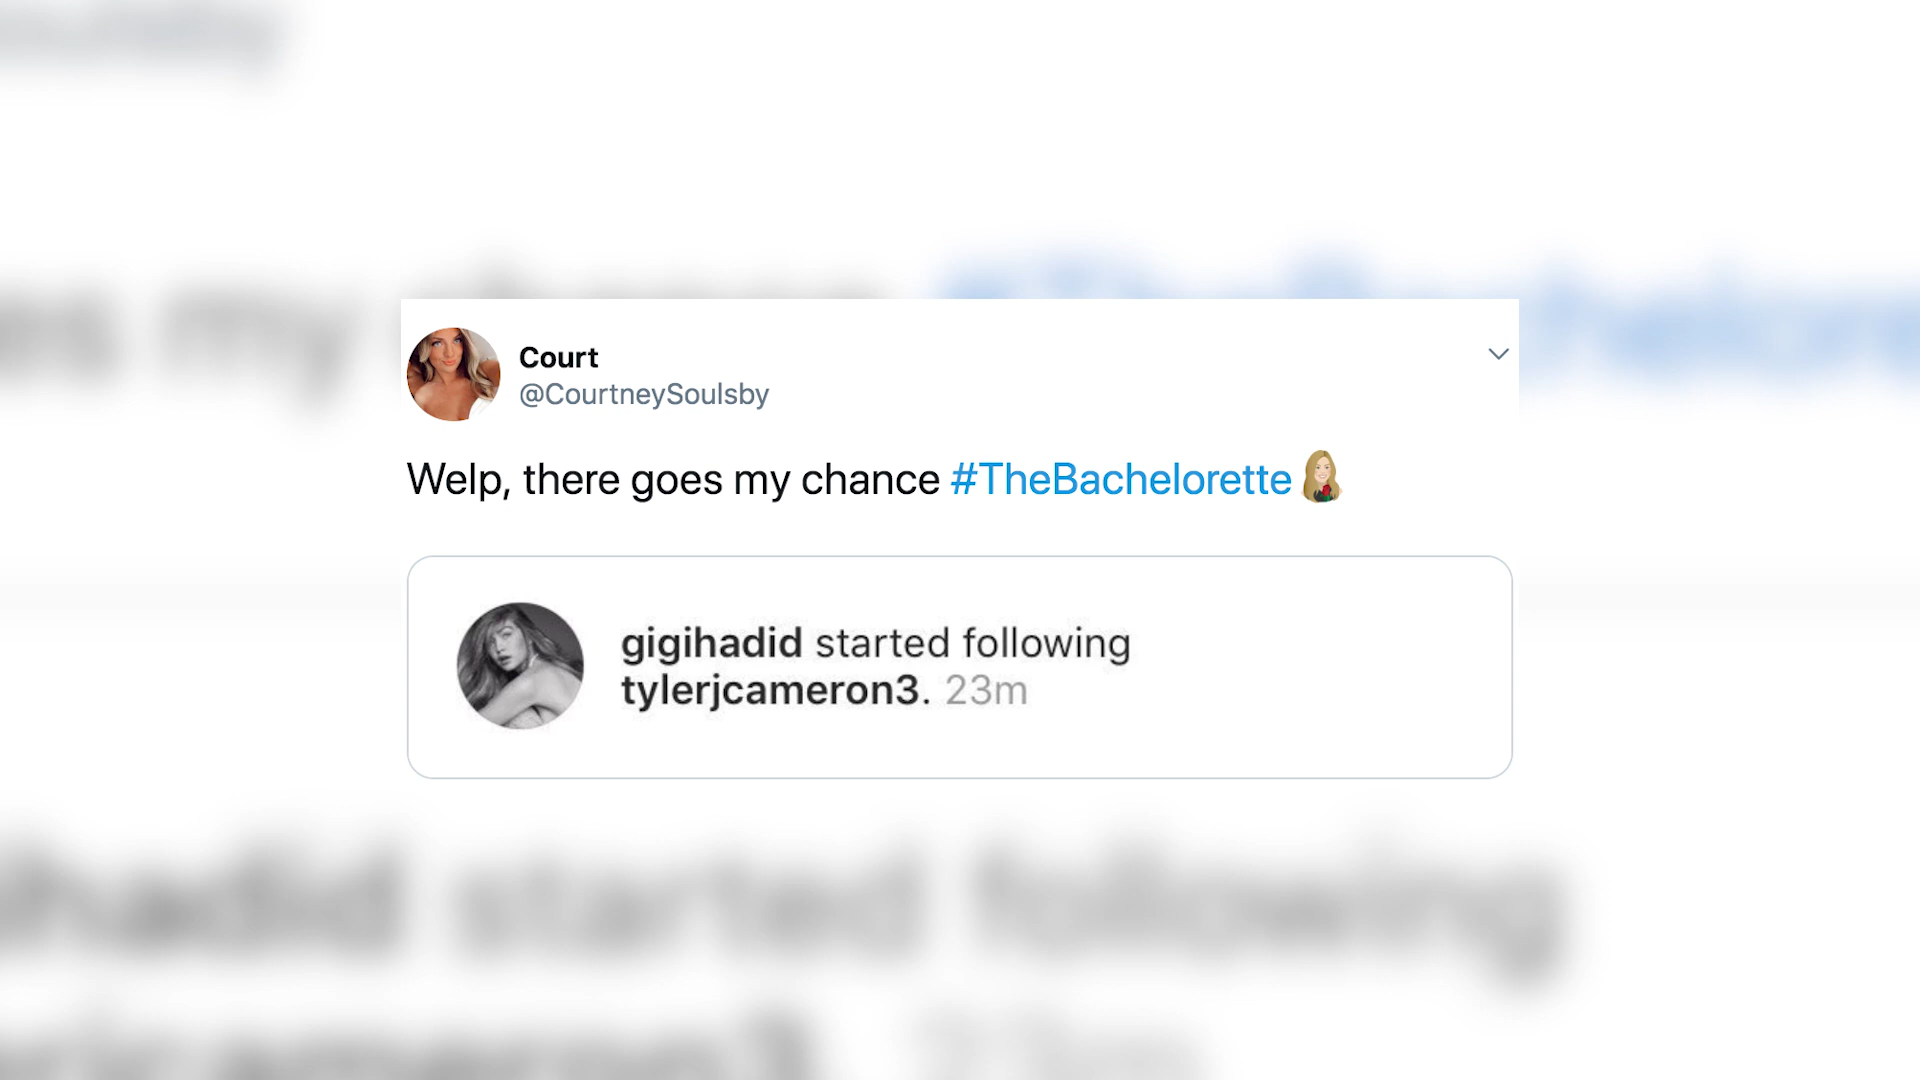 Court
@CourtneySoulsby
Welp, there goes my chance #TheBachelorette
gigihadid started following
tylerjcameron3. 23m